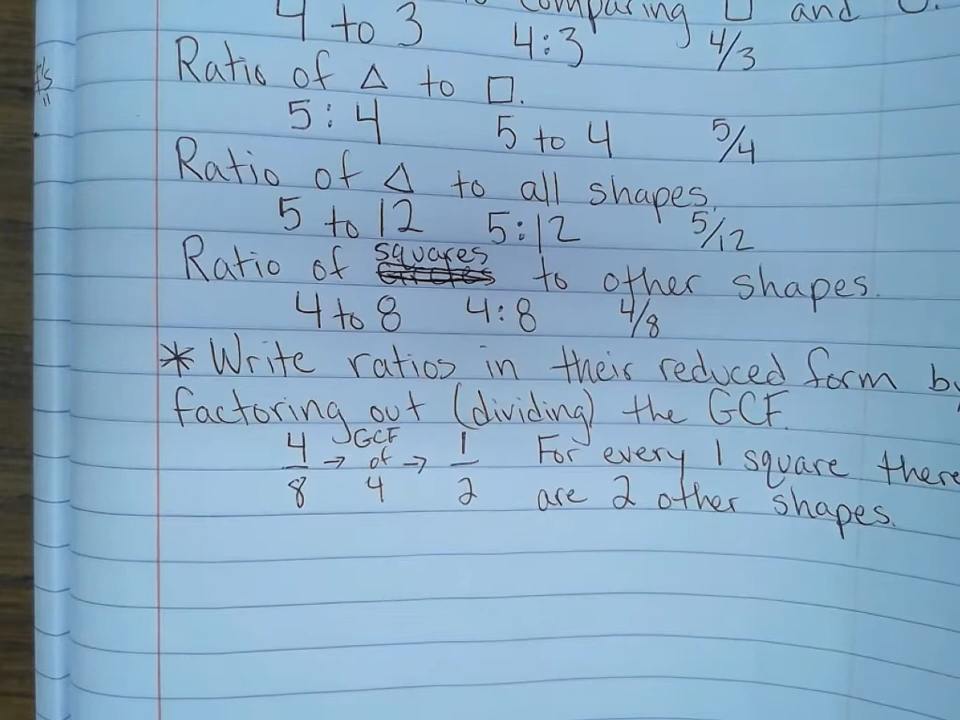 comparing □ and O.
4 to 3 4:3 4/3
Ratio of △ to □.
5:4 5 to 4 5/4
Ratio of △ to all shapes.
5 to 12 5:12 5/12
Ratio of squares to other shapes.
4 to 8 4:8 4/8
* Write ratios in their reduced form by
factoring out (dividing) the GCF.
4/8 → GCF of 4 → 1/2 For every 1 square there
are 2 other shapes.